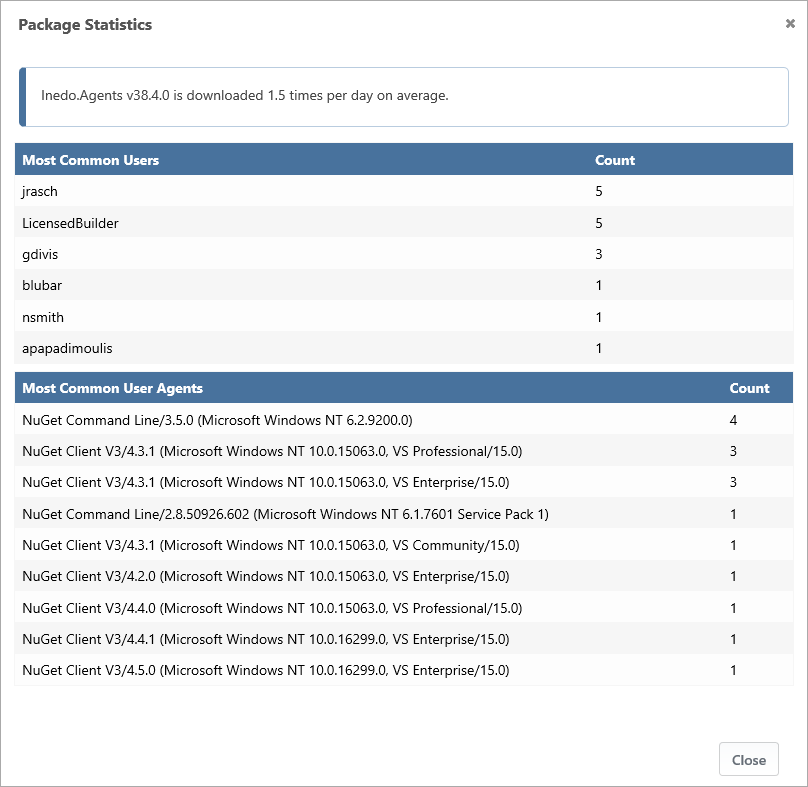 Package Statistics
Inedo.Agents v38.4.0 is downloaded 1.5 times per day on average.
Most Common Users Count
jrasch 5
LicensedBuilder 5
gdivis 3
blubar 1
nsmith 1
apapadimoulis 1
Most Common User Agents Count
NuGet Command Line/3.5.0 (Microsoft Windows NT 6.2.9200.0) 4
NuGet Client V3/4.3.1 (Microsoft Windows NT 10.0.15063.0, VS Professional/15.0) 3
NuGet Client V3/4.3.1 (Microsoft Windows NT 10.0.15063.0, VS Enterprise/15.0) 3
NuGet Command Line/2.8.50926.602 (Microsoft Windows NT 6.1.7601 Service Pack 1) 1
NuGet Client V3/4.3.1 (Microsoft Windows NT 10.0.15063.0, VS Community/15.0) 1
NuGet Client V3/4.2.0 (Microsoft Windows NT 10.0.15063.0, VS Enterprise/15.0) 1
NuGet Client V3/4.4.0 (Microsoft Windows NT 10.0.15063.0, VS Professional/15.0) 1
NuGet Client V3/4.4.1 (Microsoft Windows NT 10.0.16299.0, VS Enterprise/15.0) 1
NuGet Client V3/4.5.0 (Microsoft Windows NT 10.0.16299.0, VS Enterprise/15.0) 1
Close